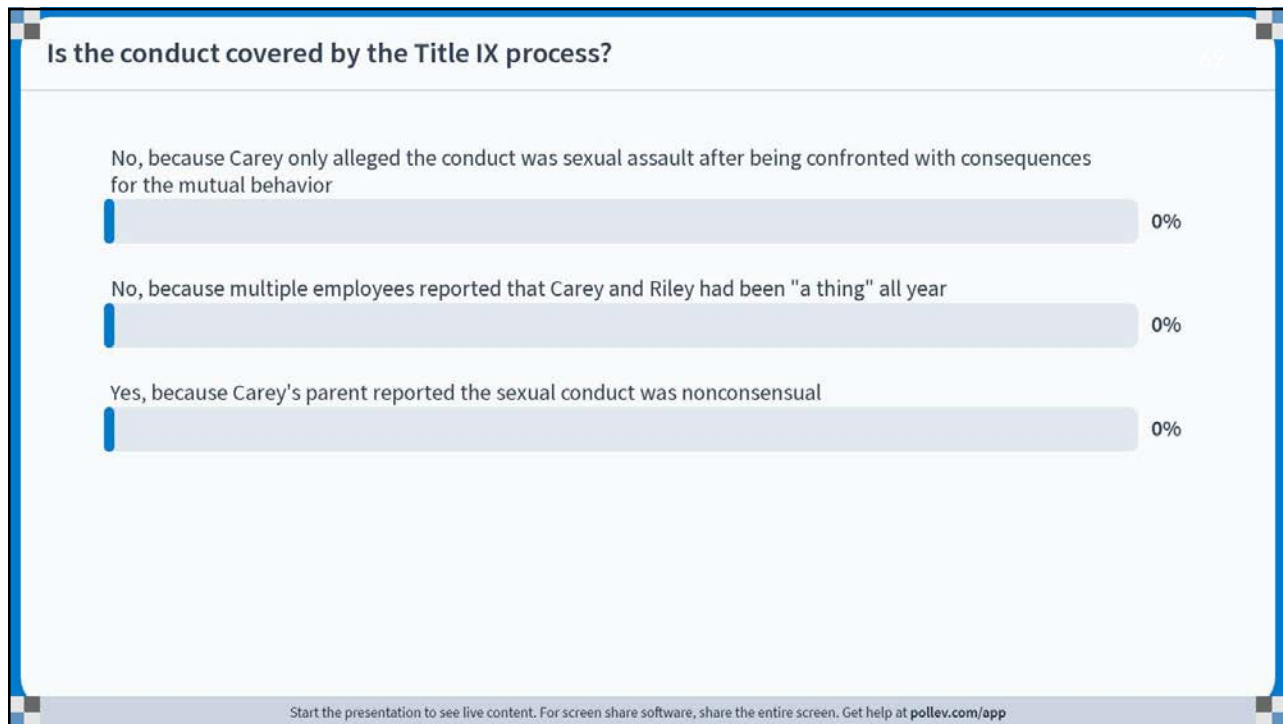 Is the conduct covered by the Title IX process?
69
No, because Carey only alleged the conduct was sexual assault after being confronted with consequences
for the mutual behavior
0%
No, because multiple employees reported that Carey and Riley had been "a thing" all year
0%
Yes, because Carey's parent reported the sexual conduct was nonconsensual
0%
Start the presentation to see live content. For screen share software, share the entire screen. Get help at pollev.com/app